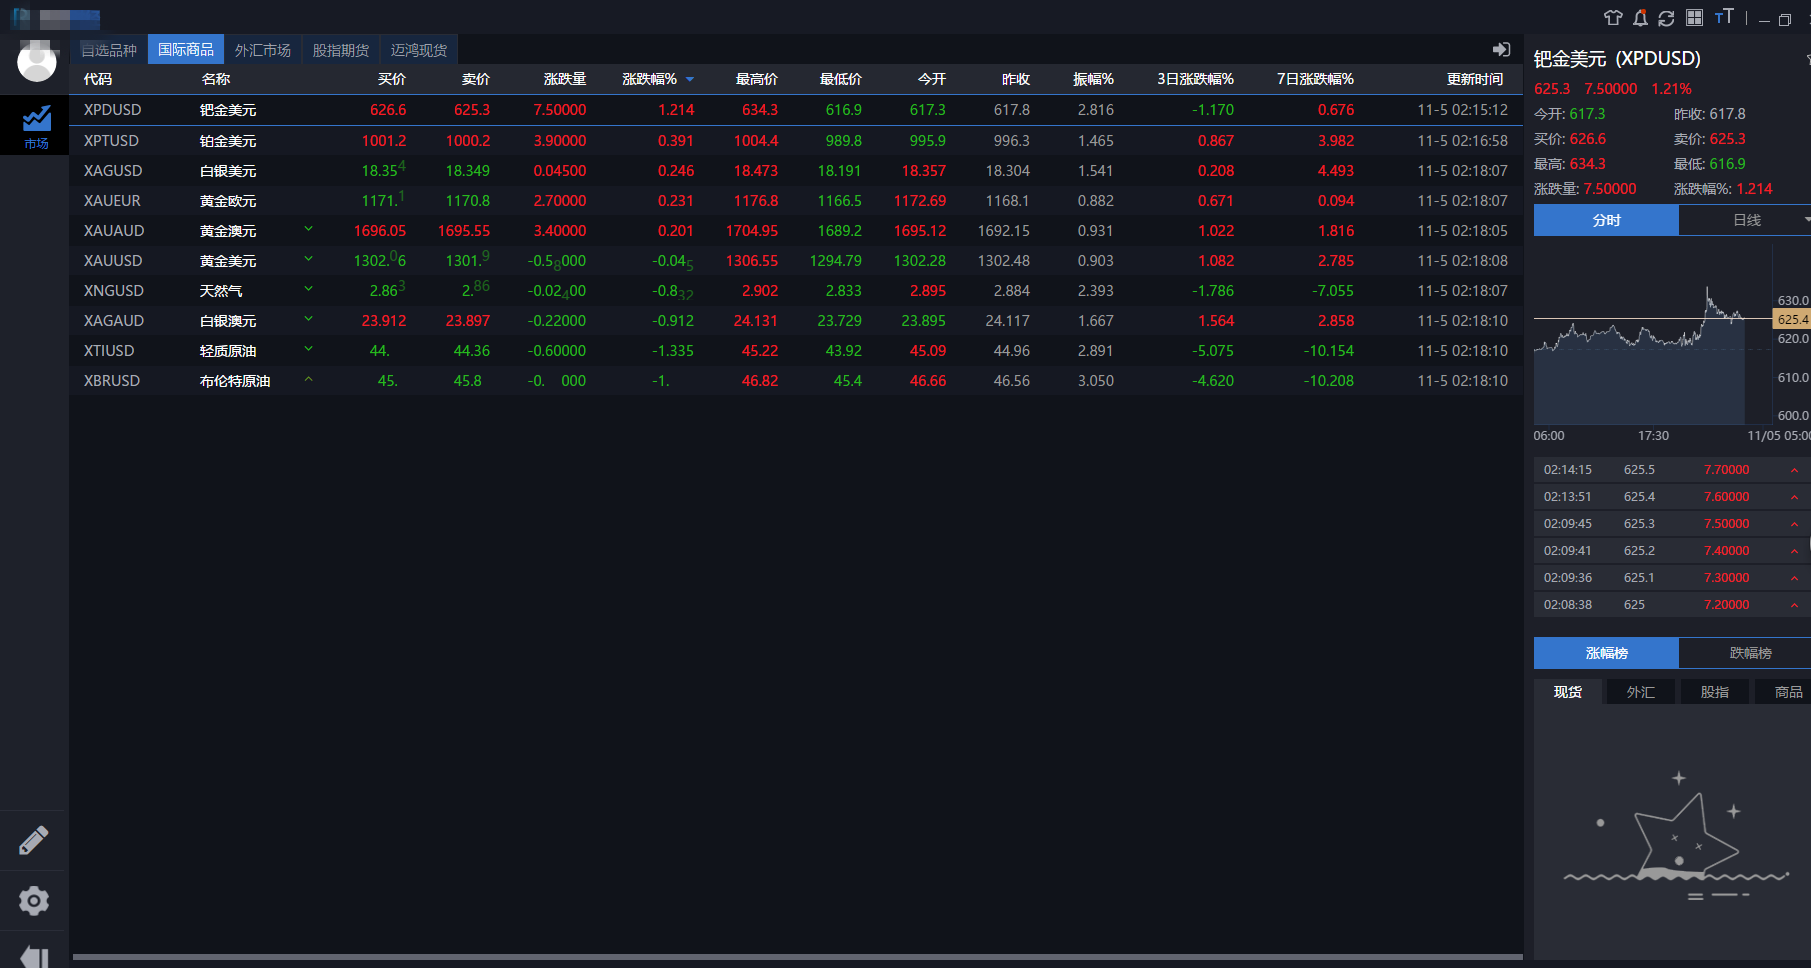 自选品种 国际商品 外汇市场 股指期货 迈鸿现货
代码 名称 买价 卖价 涨跌量 涨跌幅% 最高价 最低价 今开 昨收 振幅% 3日涨跌幅% 7日涨跌幅% 更新时间
XPDUSD 钯金美元 626.6 625.3 7.50000 1.214 634.3 616.9 617.3 617.8 2.816 -1.170 0.676 11-5 02:15:12
XPTUSD 铂金美元 1001.2 1000.2 3.90000 0.391 1004.4 989.8 995.9 996.3 1.465 0.867 3.982 11-5 02:16:58
XAGUSD 白银美元 18.354 18.349 0.04500 0.246 18.473 18.191 18.357 18.304 1.541 0.208 4.493 11-5 02:18:07
XAUEUR 黄金欧元 1171.1 1170.8 2.70000 0.231 1176.8 1166.5 1172.69 1168.1 0.882 0.671 0.094 11-5 02:18:07
XAUAUD 黄金澳元 1696.05 1695.55 3.40000 0.201 1704.95 1689.2 1695.12 1692.15 0.931 1.022 1.816 11-5 02:18:05
XAUUSD 黄金美元 1302.06 1301.9 -0.58000 -0.045 1306.55 1294.79 1302.28 1302.48 0.903 1.082 2.785 11-5 02:18:08
XNGUSD 天然气 2.863 2.86 -0.02400 -0.832 2.902 2.833 2.895 2.884 2.393 -1.786 -7.055 11-5 02:18:07
XAGAUD 白银澳元 23.912 23.897 -0.22000 -0.912 24.131 23.729 23.895 24.117 1.667 1.564 2.858 11-5 02:18:10
XTIUSD 轻质原油 44. 44.36 -0.60000 -1.335 45.22 43.92 45.09 44.96 2.891 -5.075 -10.154 11-5 02:18:10
XBRUSD 布伦特原油 45. 45.8 -0. 000 -1. 46.82 45.4 46.66 46.56 3.050 -4.620 -10.208 11-5 02:18:10
市场
钯金美元 (XPDUSD)
625.3 7.50000 1.21%
今开: 617.3 昨收: 617.8
买价: 626.6 卖价: 625.3
最高: 634.3 最低: 616.9
涨跌量: 7.50000 涨跌幅%: 1.214
分时 日线
630.0
625.4
620.0
610.0
600.0
06:00 17:30 11/05 05:00
02:14:15 625.5 7.70000
02:13:51 625.4 7.60000
02:09:45 625.3 7.50000
02:09:41 625.2 7.40000
02:09:36 625.1 7.30000
02:08:38 625 7.20000
涨幅榜 跌幅榜
现货 外汇 股指 商品